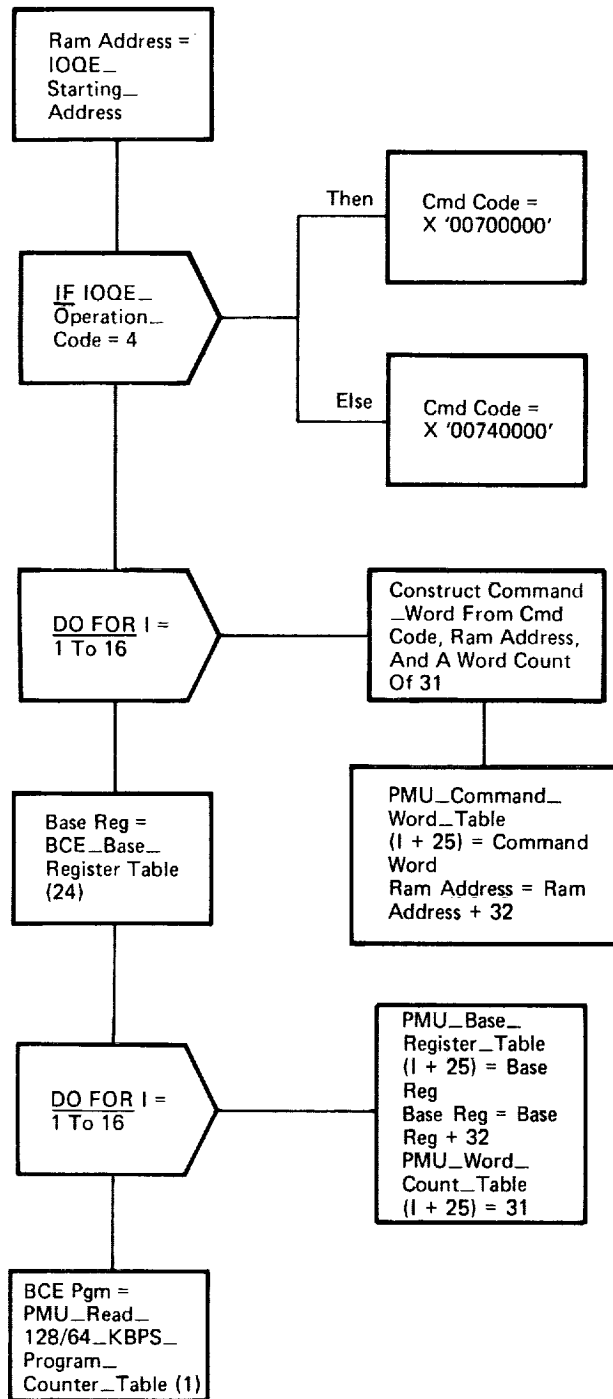 Ram Address =
IOQE_
Starting_
Address
IF IOQE_
Operation_
Code = 4
Then
Cmd Code =
X '00700000'
Else
Cmd Code =
X '00740000'
DO FOR I =
1 To 16
Construct Command
_Word From Cmd
Code, Ram Address,
And A Word Count
Of 31
PMU_Command_
Word_Table
(I + 25) = Command
Word
Ram Address = Ram
Address + 32
Base Reg =
BCE_Base_
Register Table
(24)
DO FOR I =
1 To 16
PMU_Base_
Register_Table
(I + 25) = Base
Reg
Base Reg = Base
Reg + 32
PMU_Word_
Count_Table
(I + 25) = 31
BCE Pgm =
PMU_Read_
128/64_KBPS_
Program_
Counter_Table (1)